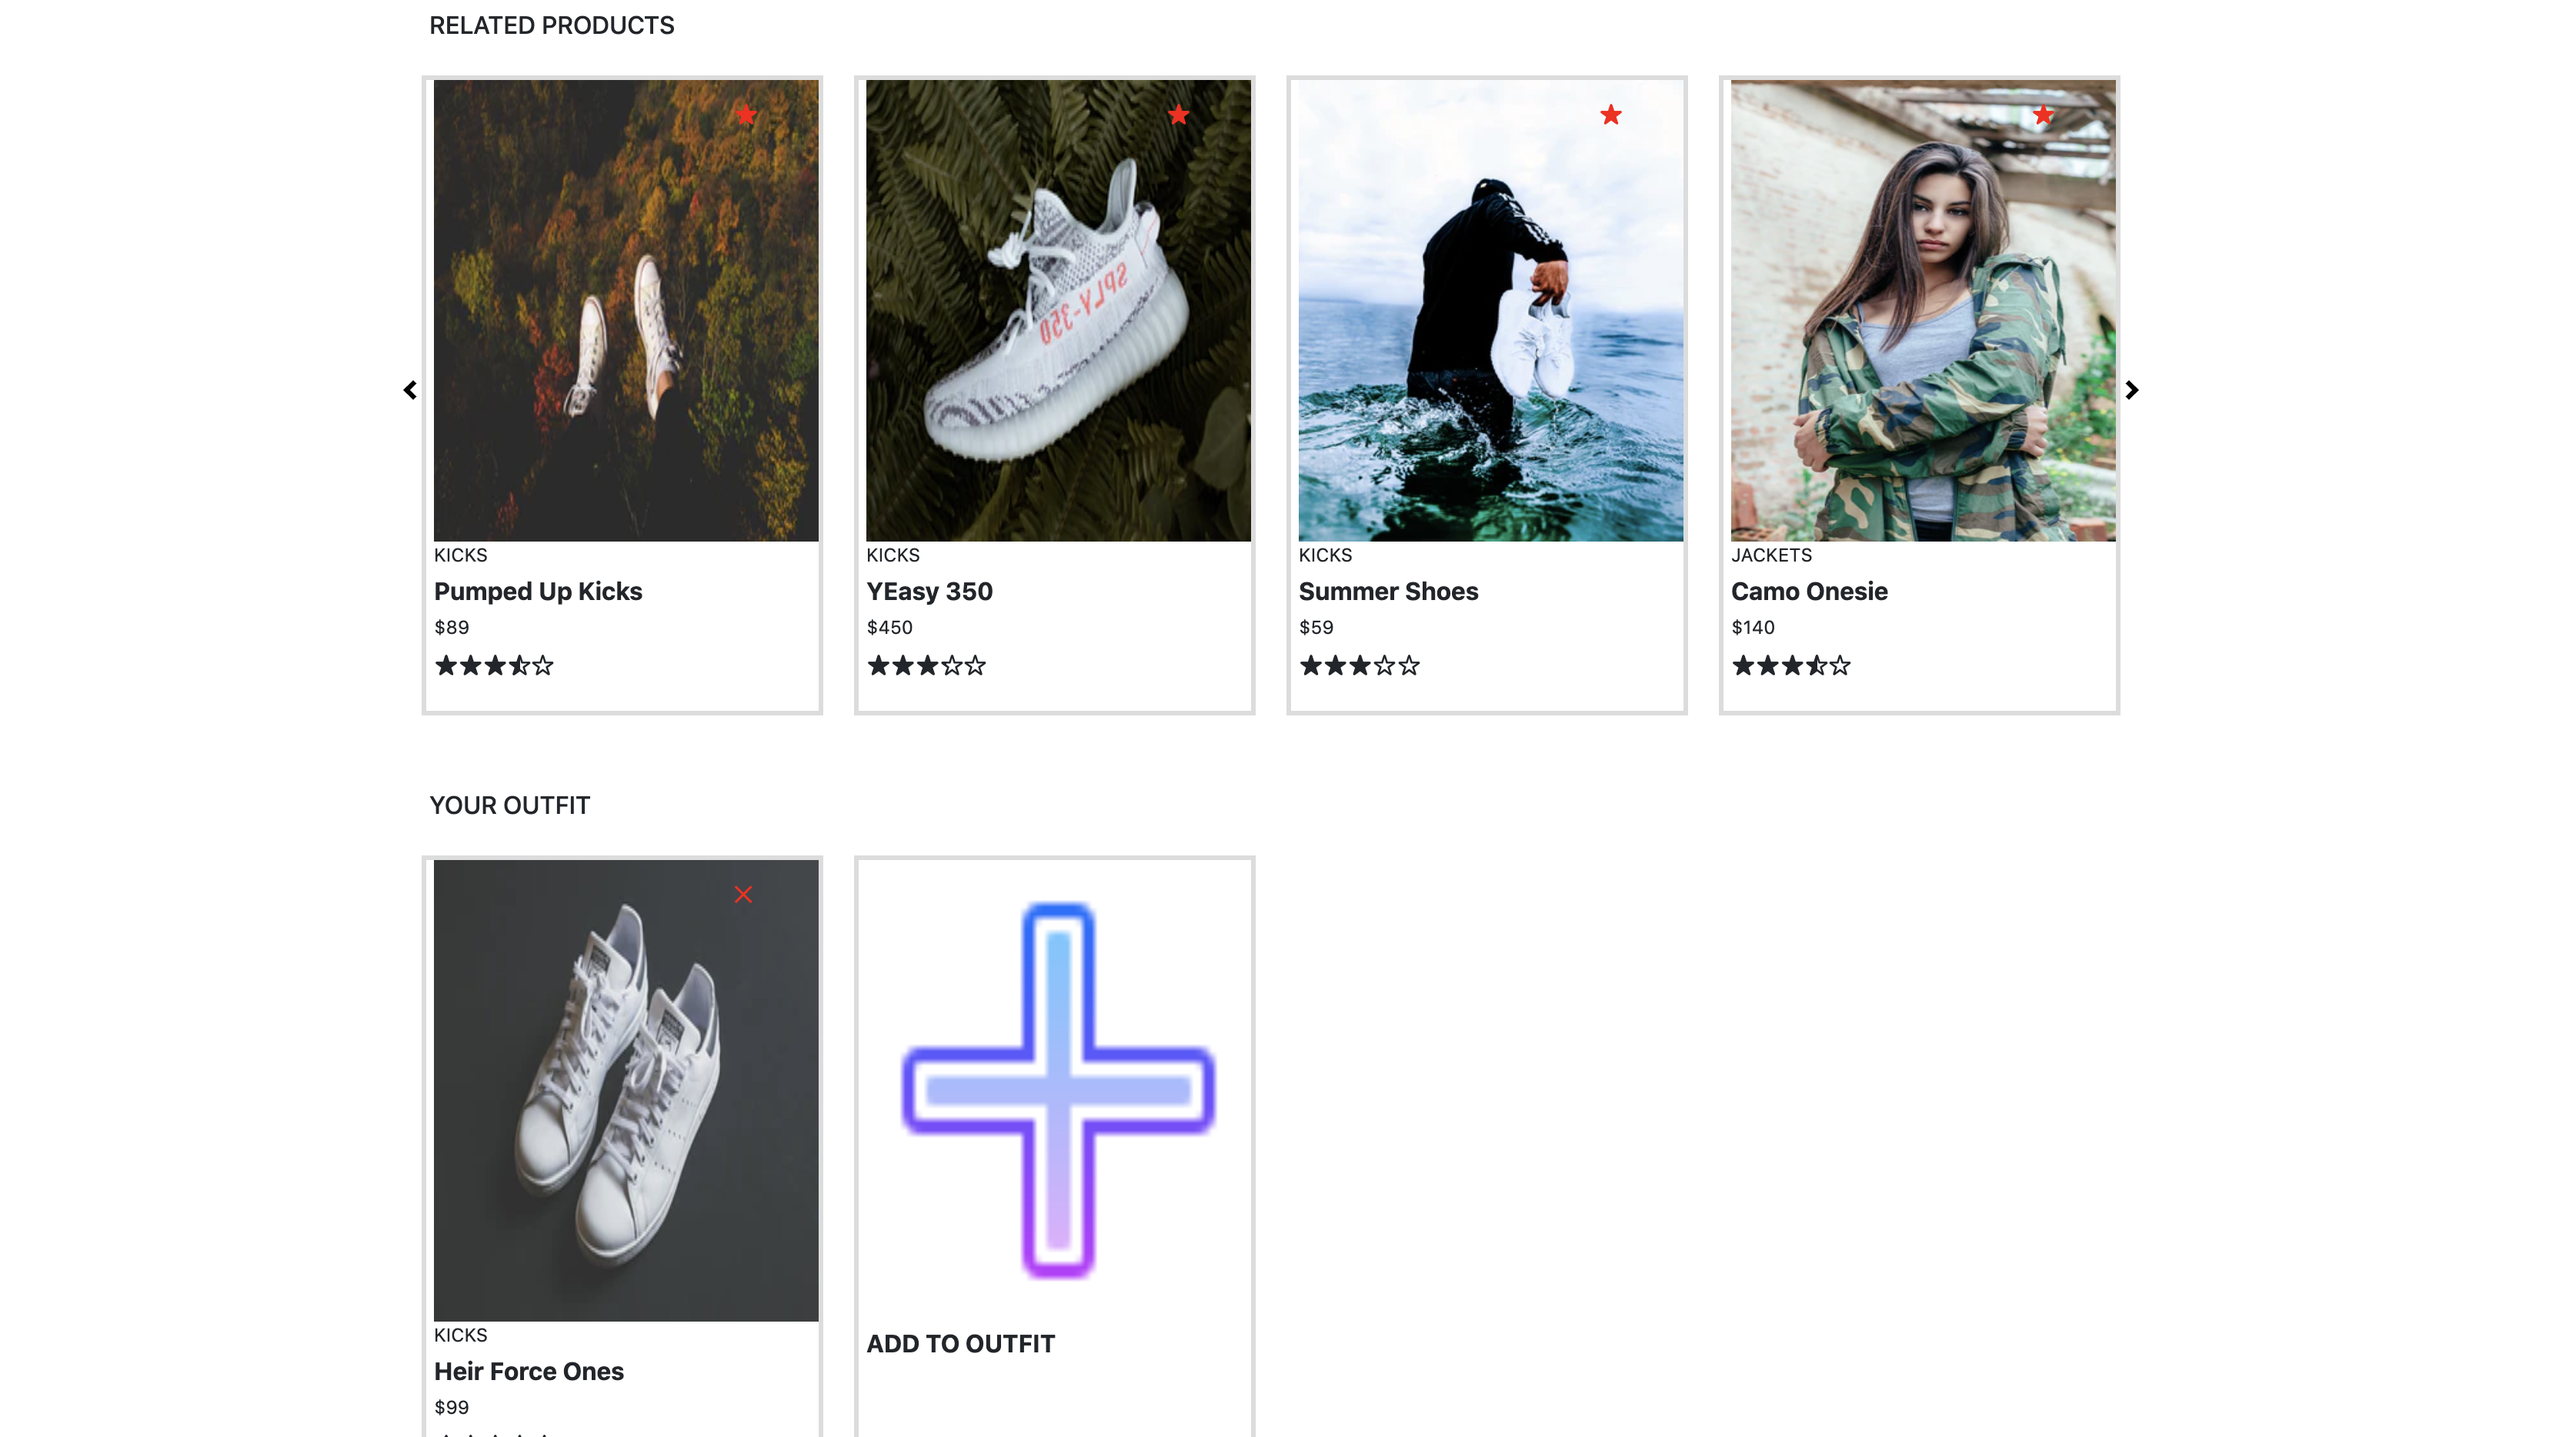 RELATED PRODUCTS
SPLY-350
KICKS
Pumped Up Kicks
$89
KICKS
YEasy 350
$450
KICKS
Summer Shoes
$59
JACKETS
Camo Onesie
$140
YOUR OUTFIT
KICKS
Heir Force Ones
$99
ADD TO OUTFIT